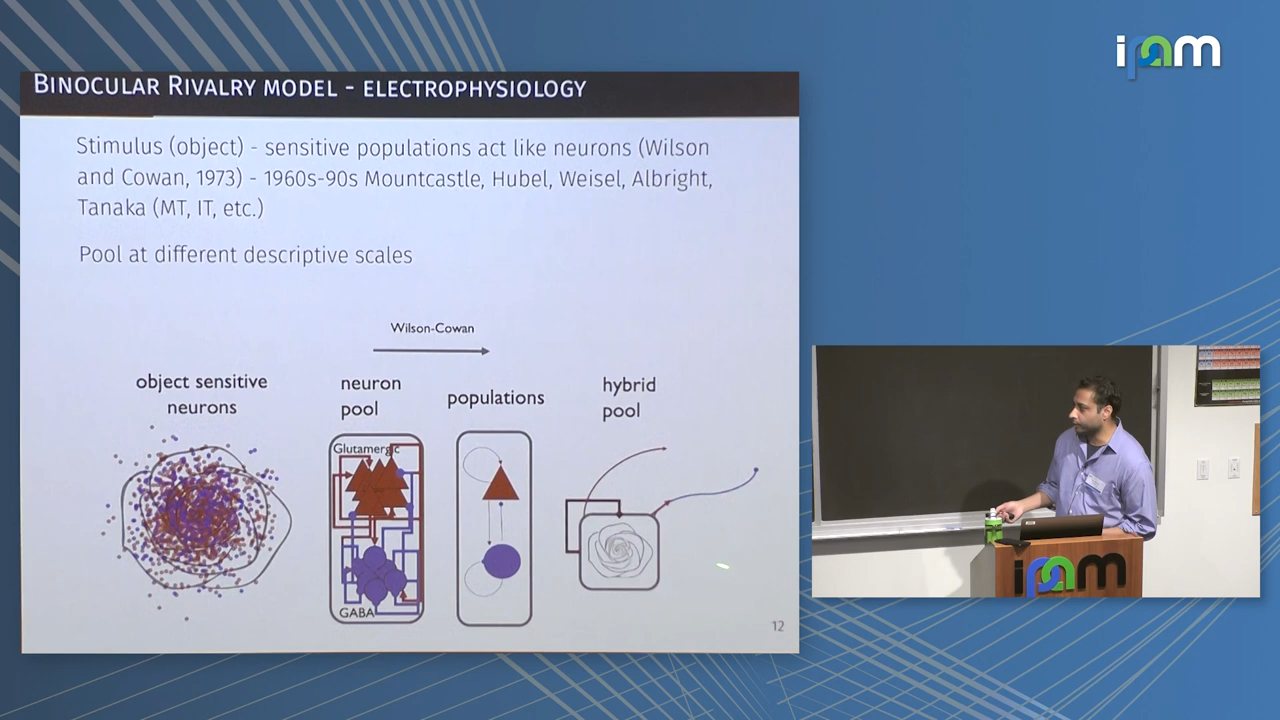 ipam
BINOCULAR RIVALRY MODEL - ELECTROPHYSIOLOGY
Stimulus (object) - sensitive populations act like neurons (Wilson
and Cowan, 1973) - 1960s-90s Mountcastle, Hubel, Weisel, Albright,
Tanaka (MT, IT, etc.)
Pool at different descriptive scales
Wilson-Cowan
object sensitive
neurons
neuron
pool
populations
hybrid
pool
Glutamergic
GABA
12
ipam